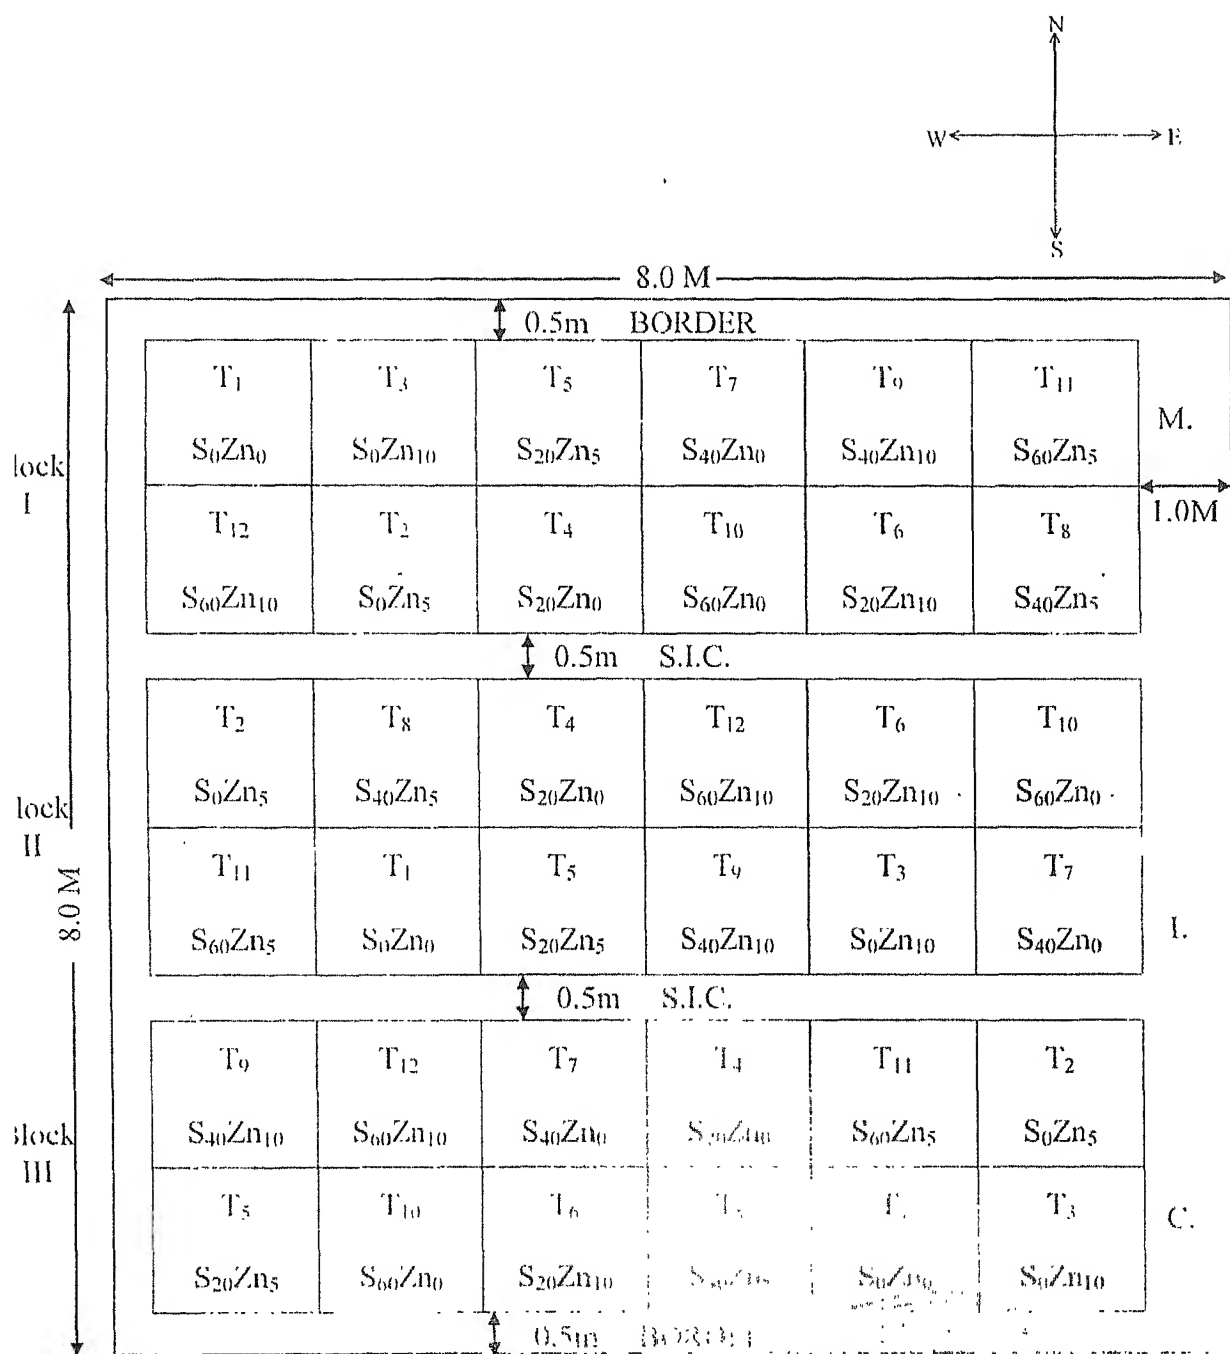 N
W E
S
8.0 M
0.5m BORDER
T₁ T₃ T₅ T₇ T₉ T₁₁
M.
S₀Zn₀ S₀Zn₁₀ S₂₀Zn₅ S₄₀Zn₀ S₄₀Zn₁₀ S₆₀Zn₅
lock
I
1.0M
T₁₂ T₂ T₄ T₁₀ T₆ T₈
S₆₀Zn₁₀ S₀Zn₅ S₂₀Zn₀ S₆₀Zn₀ S₂₀Zn₁₀ S₄₀Zn₅
0.5m S.I.C.
T₂ T₈ T₄ T₁₂ T₆ T₁₀
S₀Zn₅ S₄₀Zn₅ S₂₀Zn₀ S₆₀Zn₁₀ S₂₀Zn₁₀ S₆₀Zn₀
lock
II
8.0 M
T₁₁ T₁ T₅ T₉ T₃ T₇
S₆₀Zn₅ S₀Zn₀ S₂₀Zn₅ S₄₀Zn₁₀ S₀Zn₁₀ S₄₀Zn₀
I.
0.5m S.I.C.
T₉ T₁₂ T₇ T₄ T₁₁ T₂
S₄₀Zn₁₀ S₆₀Zn₁₀ S₄₀Zn₀ S₂₀Zn₀ S₆₀Zn₅ S₀Zn₅
lock
III
T₅ T₁₀ T₆ T₃
C.
S₂₀Zn₅ S₆₀Zn₀ S₂₀Zn₁₀ S₀Zn₀ S₀Zn₁₀
0.5m